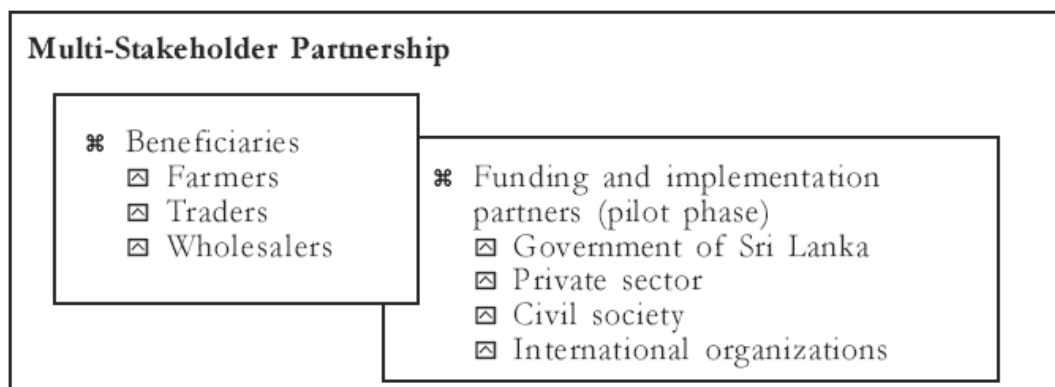 Multi-Stakeholder Partnership
⌘ Beneficiaries
Farmers
Traders
Wholesalers
⌘ Funding and implementation
partners (pilot phase)
Government of Sri Lanka
Private sector
Civil society
International organizations